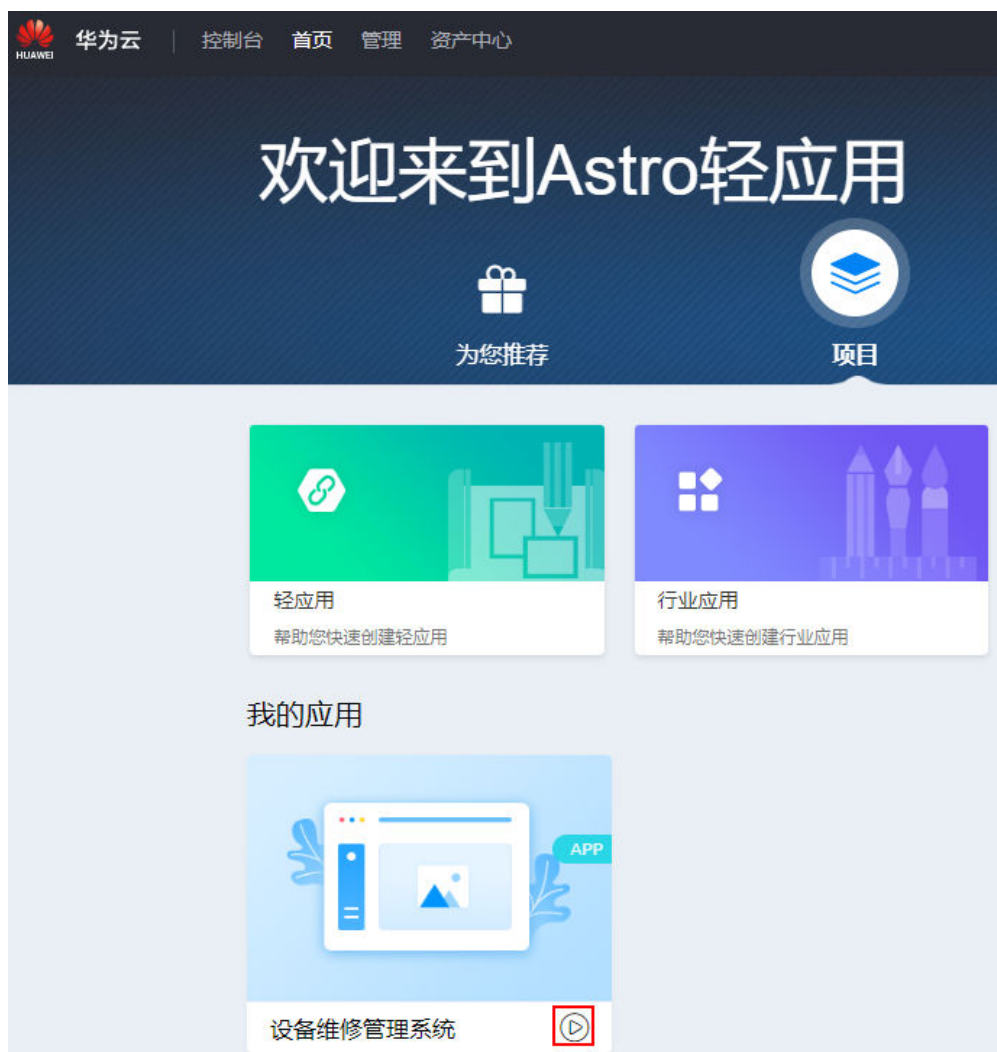 HUAWEI 华为云 | 控制台 首页 管理 资产中心
欢迎来到Astro轻应用
为您推荐 项目
轻应用 行业应用
帮助您快速创建轻应用 帮助您快速创建行业应用
我的应用
APP
设备维修管理系统